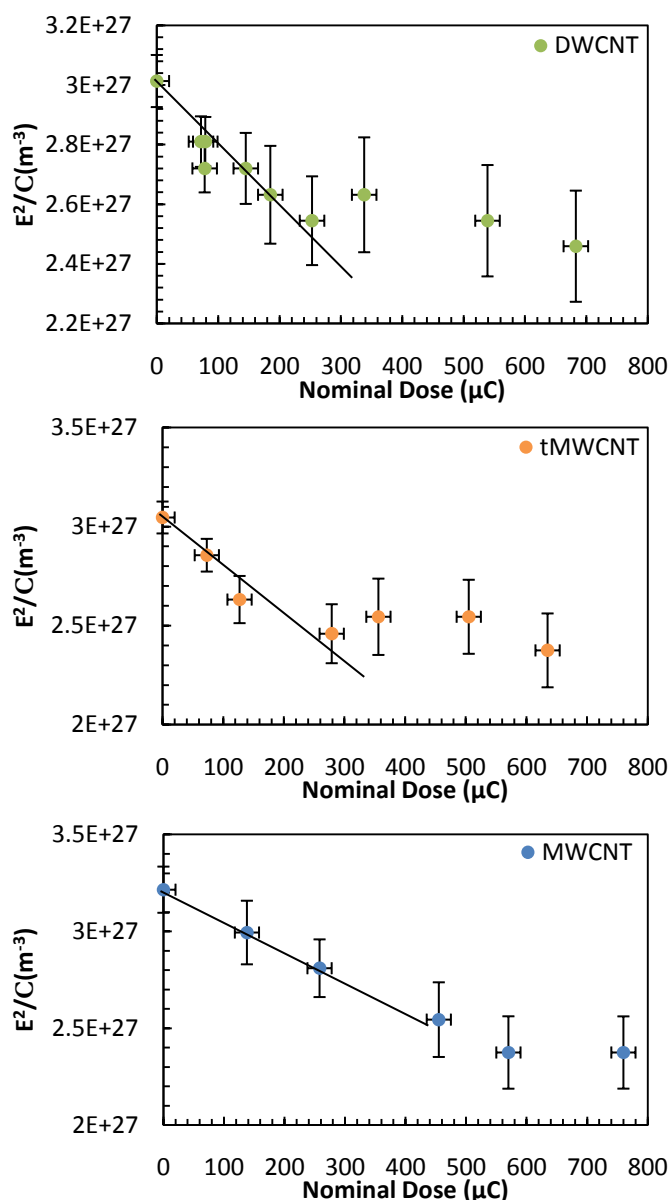 3.2E+27
DWCNT
3E+27
2.8E+27
2.6E+27
2.4E+27
2.2E+27
E²/C(m⁻³)
0 100 200 300 400 500 600 700 800
Nominal Dose (µC)
3.5E+27
tMWCNT
3E+27
2.5E+27
2E+27
E²/C(m⁻³)
0 100 200 300 400 500 600 700 800
Nominal Dose (µC)
3.5E+27
MWCNT
3E+27
2.5E+27
2E+27
E²/C(m⁻³)
0 100 200 300 400 500 600 700 800
Nominal Dose (µC)